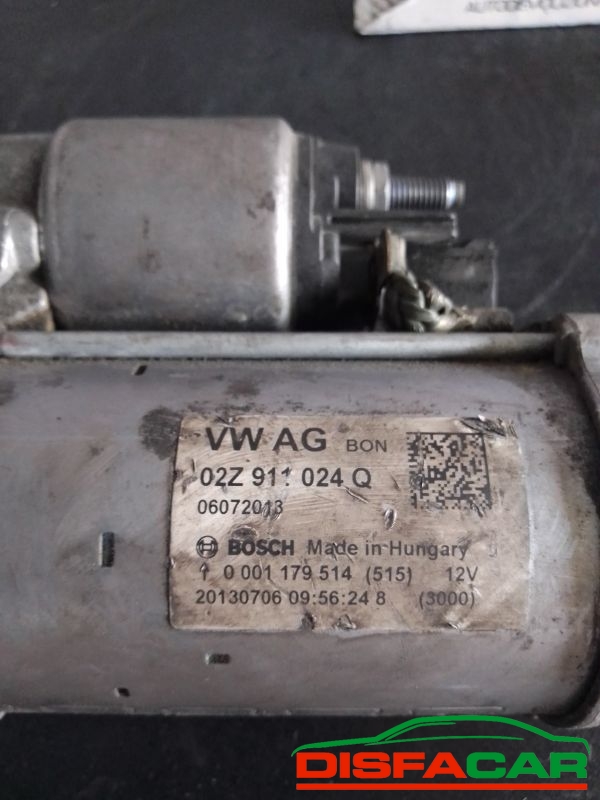 VW AG BON
02Z 911 024 Q
06072013
BOSCH Made in Hungary
0 001 179 514 (515) 12V
20130706 09:56:24 8 (3000)
DISFACAR